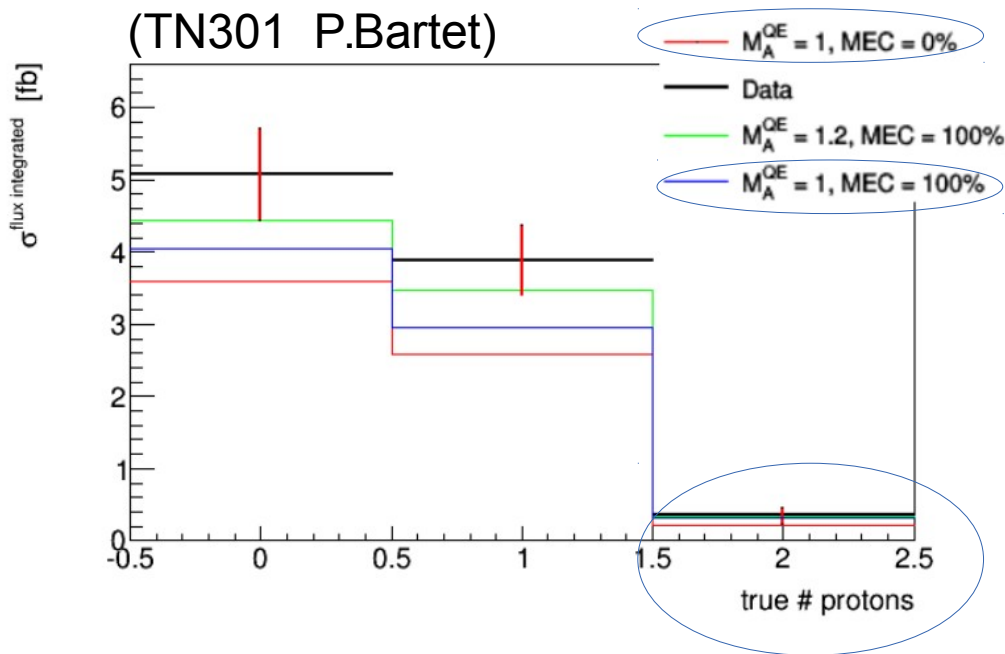 (TN301 P.Bartet)
M_A^QE = 1, MEC = 0%
Data
M_A^QE = 1.2, MEC = 100%
M_A^QE = 1, MEC = 100%
σ^flux integrated [fb]
6
5
4
3
2
1
0
-0.5 0 0.5 1 1.5 2 2.5
true # protons